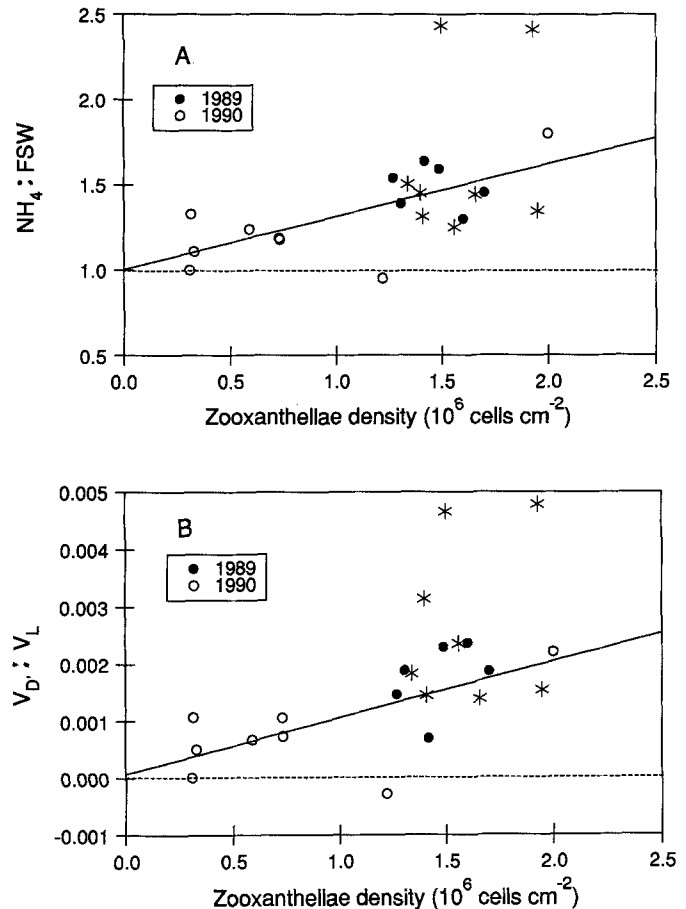 A
1989
1990
2.5
2.0
1.5
1.0
0.5
NH4 : FSW
0.0 0.5 1.0 1.5 2.0 2.5
Zooxanthellae density (10^6 cells cm^-2)
B
1989
1990
0.005
0.004
0.003
0.002
0.001
0.000
-0.001
VD' : VL
0.0 0.5 1.0 1.5 2.0 2.5
Zooxanthellae density (10^6 cells cm^-2)